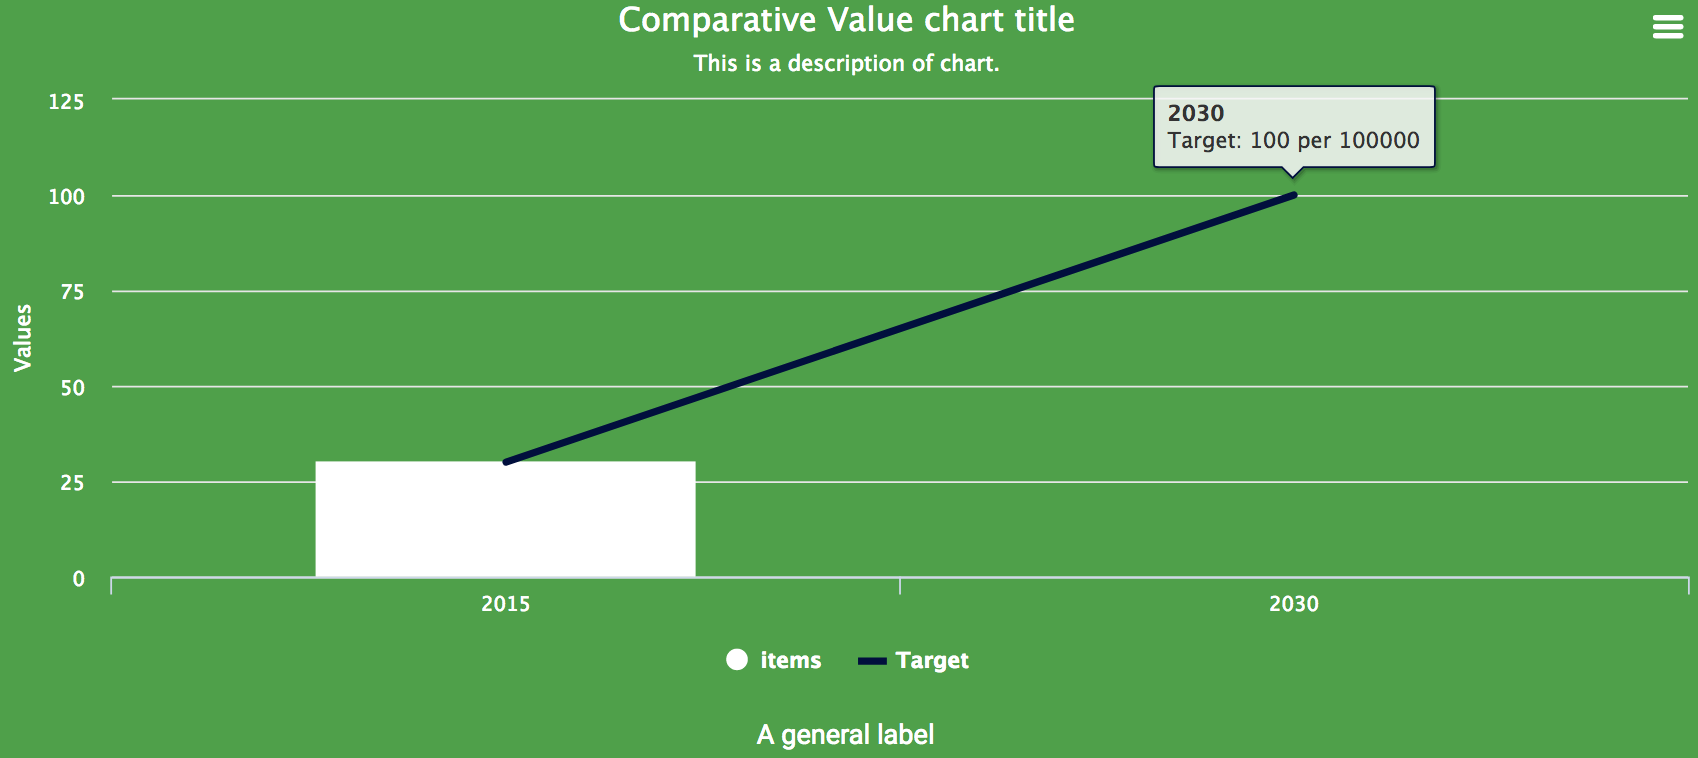 Comparative Value chart title
This is a description of chart.
125
2030
Target: 100 per 100000
100
75
Values
50
25
0
2015
2030
items
Target
A general label